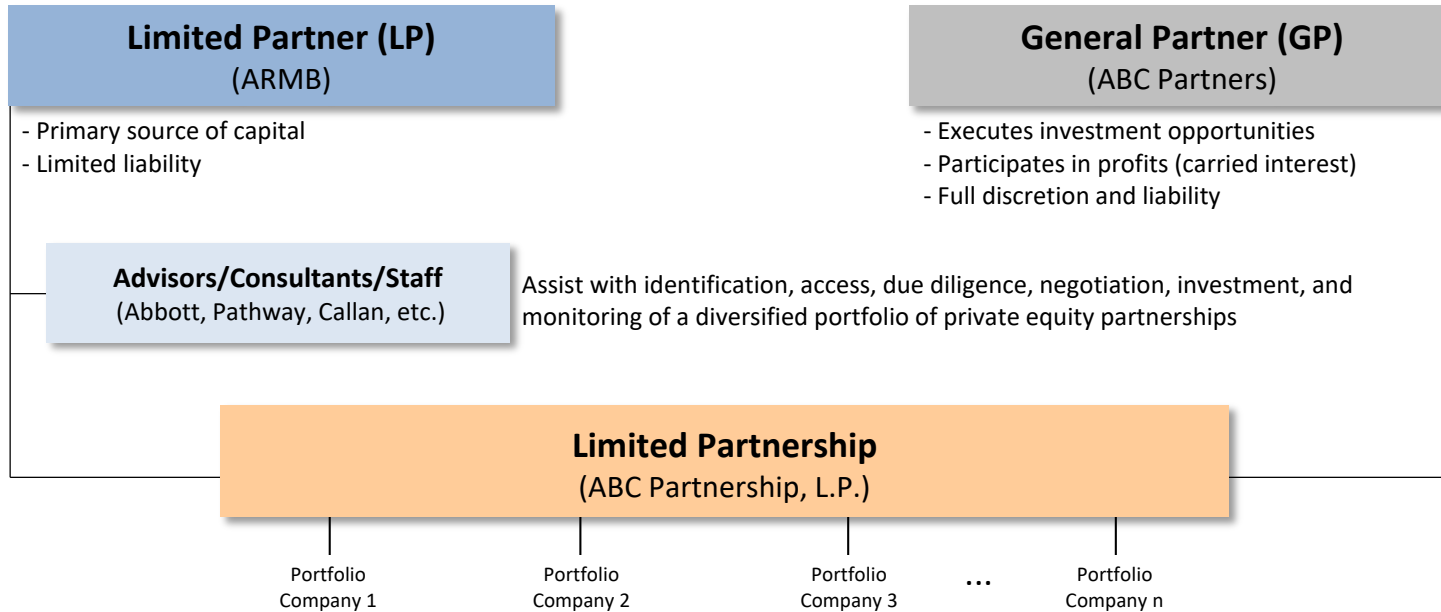 Limited Partner (LP)
(ARMB)
General Partner (GP)
(ABC Partners)
- Primary source of capital
- Limited liability
- Executes investment opportunities
- Participates in profits (carried interest)
- Full discretion and liability
Advisors/Consultants/Staff
(Abbott, Pathway, Callan, etc.)
Assist with identification, access, due diligence, negotiation, investment, and
monitoring of a diversified portfolio of private equity partnerships
Limited Partnership
(ABC Partnership, L.P.)
Portfolio
Company 1
Portfolio
Company 2
Portfolio
Company 3
...
Portfolio
Company n